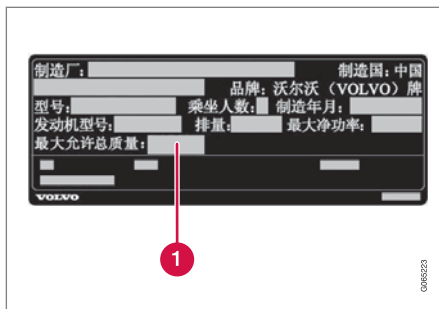 制造厂： 制造国：中国
品牌：沃尔沃（VOLVO）牌
型号： 乘坐人数： 制造年月：
发动机型号： 排量： 最大净功率：
最大允许总质量：
VOLVO
1
G065223